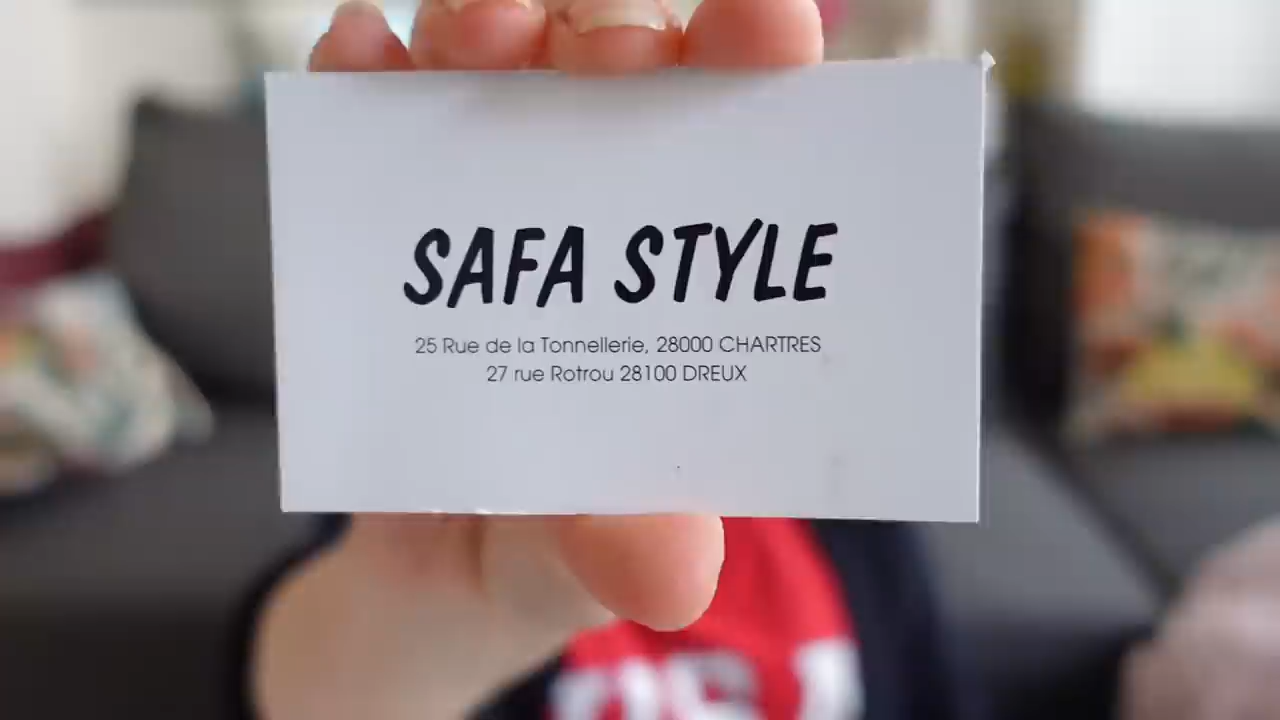 SAFA STYLE
25 Rue de la Tonnellerie, 28000 CHARTRES
27 rue Rotrou 28100 DREUX